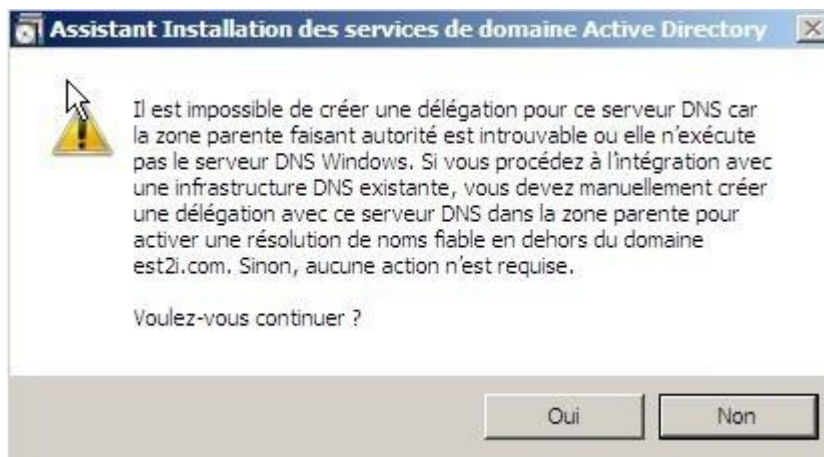 Assistant Installation des services de domaine Active Directory
Il est impossible de créer une délégation pour ce serveur DNS car
la zone parente faisant autorité est introuvable ou elle n'exécute
pas le serveur DNS Windows. Si vous procédez à l'intégration avec
une infrastructure DNS existante, vous devez manuellement créer
une délégation avec ce serveur DNS dans la zone parente pour
activer une résolution de noms fiable en dehors du domaine
est2i.com. Sinon, aucune action n'est requise.
Voulez-vous continuer ?
Oui
Non